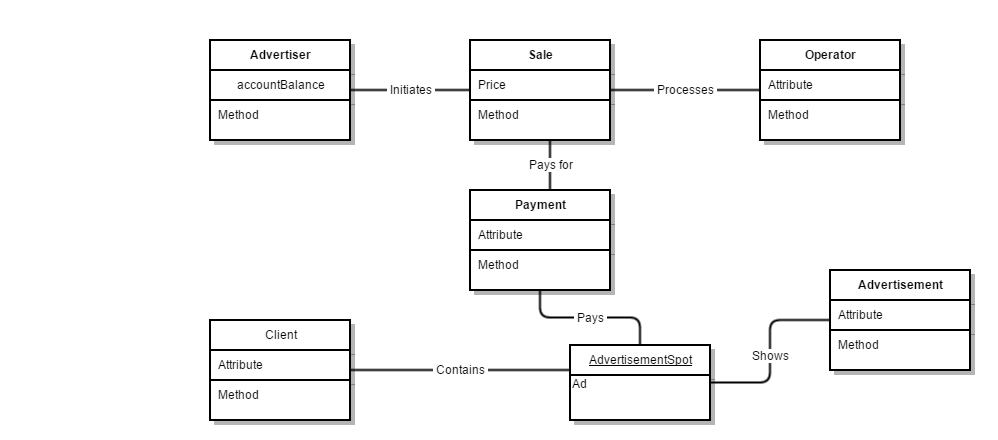 Advertiser
accountBalance
Method
Initiates
Sale
Price
Method
Processes
Operator
Attribute
Method
Pays for
Payment
Attribute
Method
Pays
Advertisement
Attribute
Method
Shows
Client
Attribute
Method
Contains
AdvertisementSpot
Ad